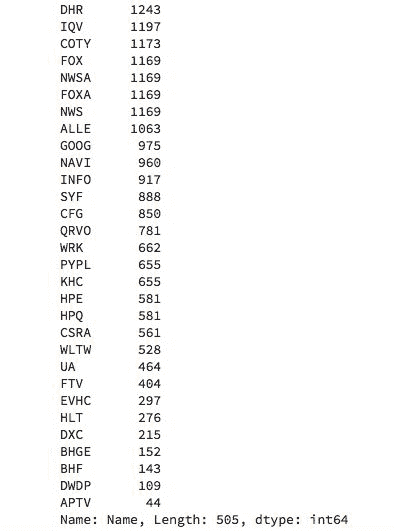 DHR 1243
IQV 1197
COTY 1173
FOX 1169
NWSA 1169
FOXA 1169
NWS 1169
ALLE 1063
GOOG 975
NAVI 960
INFO 917
SYF 888
CFG 850
QRVO 781
WRK 662
PYPL 655
KHC 655
HPE 581
HPQ 581
CSRA 561
WLTW 528
UA 464
FTV 404
EVHC 297
HLT 276
DXC 215
BHGE 152
BHF 143
DWDP 109
APTV 44
Name: Name, Length: 505, dtype: int64